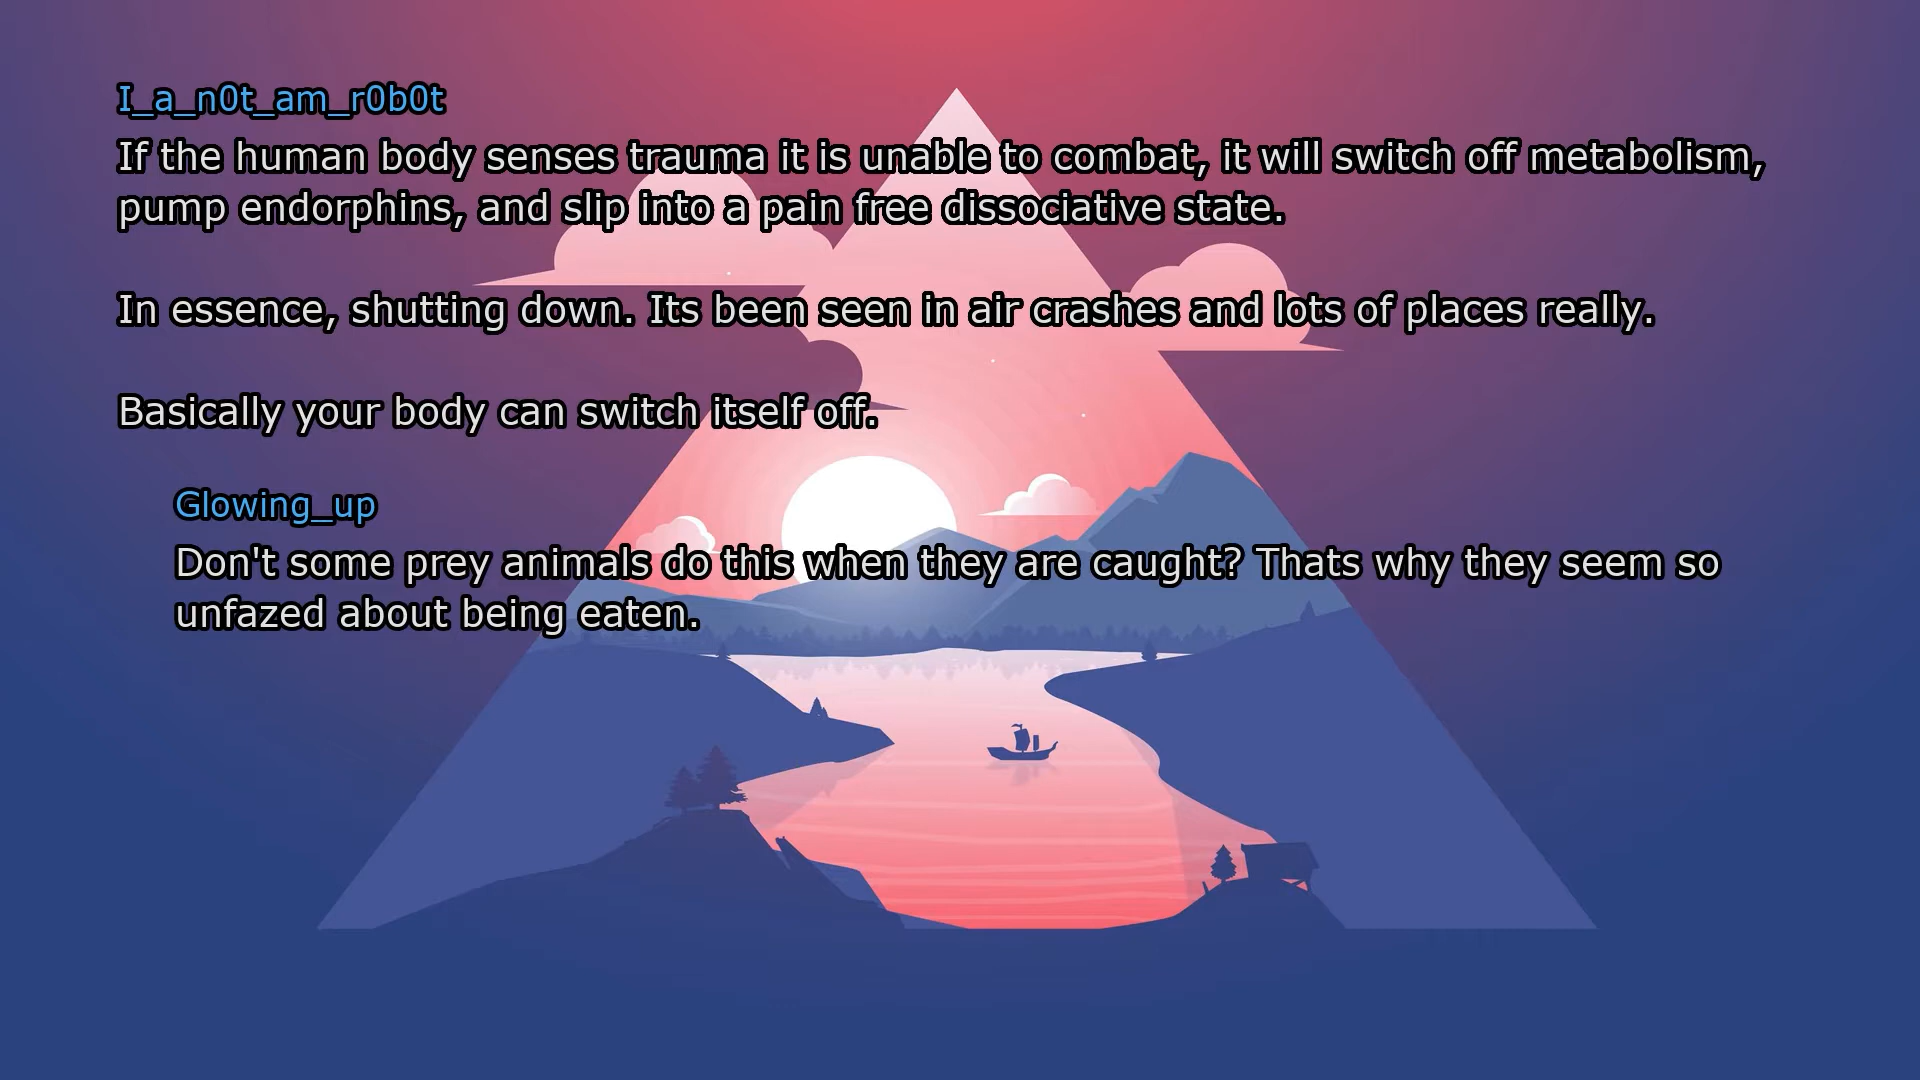 I_a_n0t_am_r0b0t
If the human body senses trauma it is unable to combat, it will switch off metabolism,
pump endorphins, and slip into a pain free dissociative state.
In essence, shutting down. Its been seen in air crashes and lots of places really.
Basically your body can switch itself off.
Glowing_up
Don't some prey animals do this when they are caught? Thats why they seem so
unfazed about being eaten.